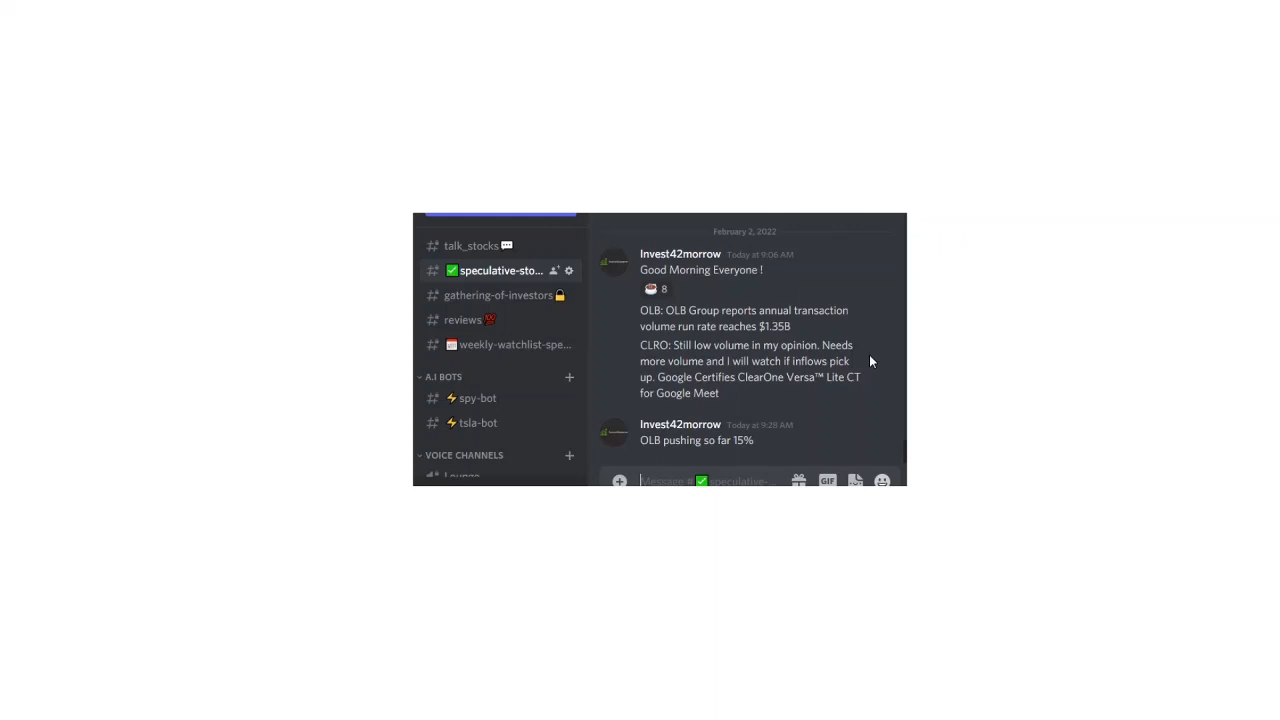 talk_stocks💬
✅speculative-sto...
gathering-of-investors🔒
reviews💯
📅weekly-watchlist-spe...
A.I BOTS
⚡spy-bot
⚡tsla-bot
VOICE CHANNELS
Lounge
February 2, 2022
Invest42morrow Today at 9:06 AM
Good Morning Everyone !
☕ 8
OLB: OLB Group reports annual transaction
volume run rate reaches $1.35B
CLRO: Still low volume in my opinion. Needs
more volume and I will watch if inflows pick
up. Google Certifies ClearOne Versa™ Lite CT
for Google Meet
Invest42morrow Today at 9:28 AM
OLB pushing so far 15%
Message #✅speculative-...
GIF